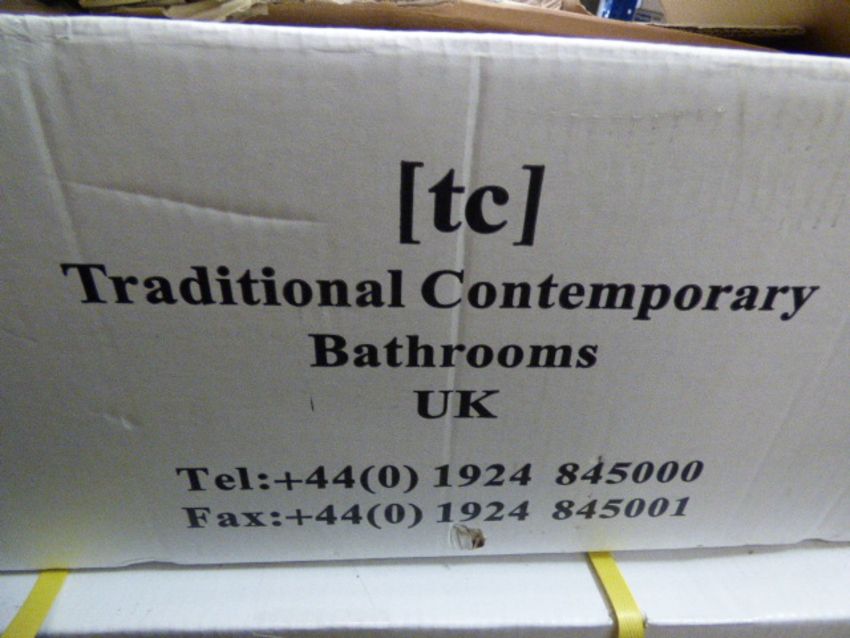 [tc]
Traditional Contemporary
Bathrooms
UK
Tel:+44(0) 1924 845000
Fax:+44(0) 1924 845001